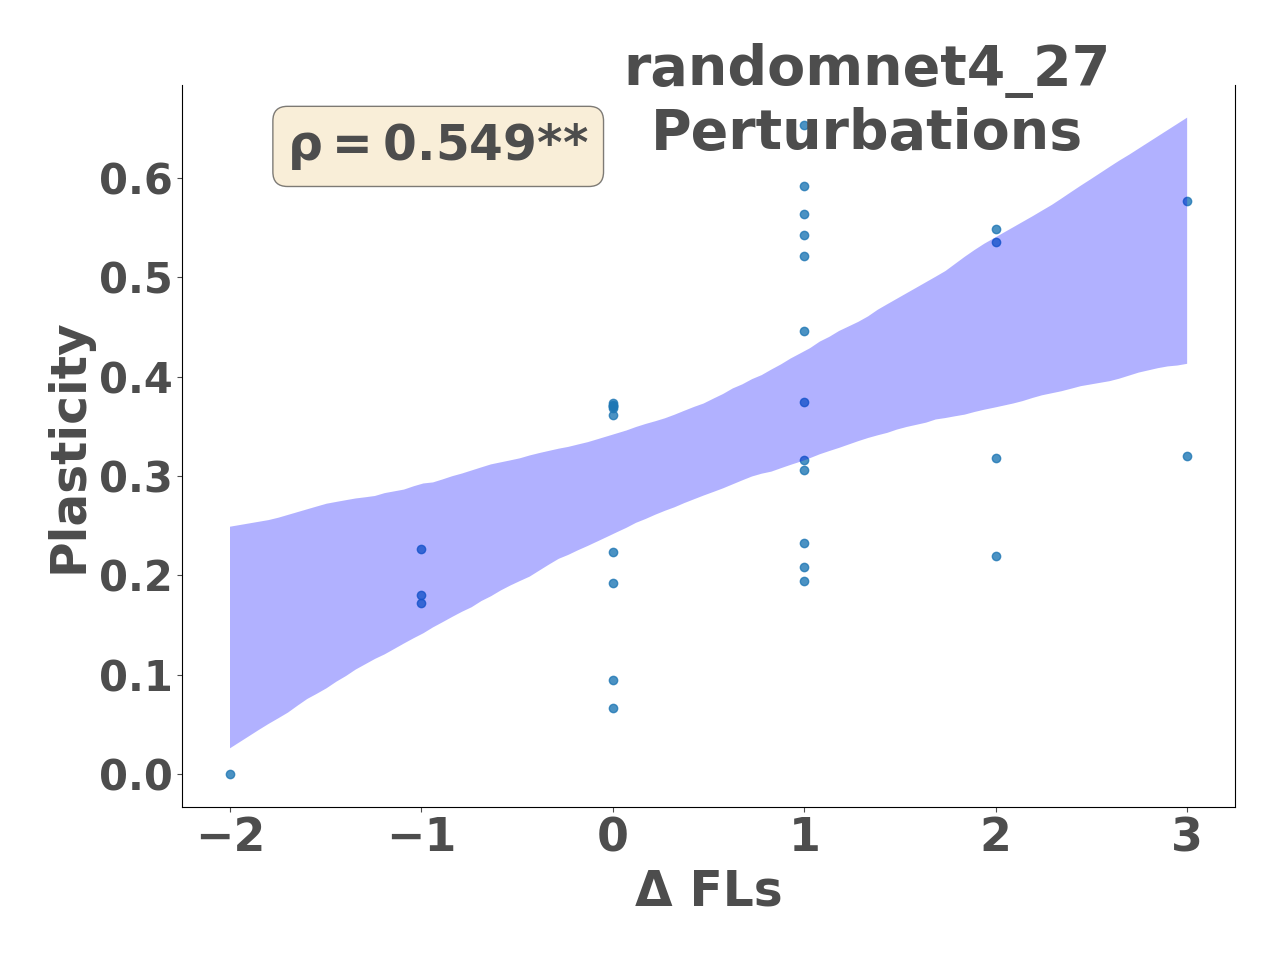 randomnet4_27
Perturbations
ρ = 0.549**
Plasticity
0.6
0.5
0.4
0.3
0.2
0.1
0.0
−2 −1 0 1 2 3
Δ FLs